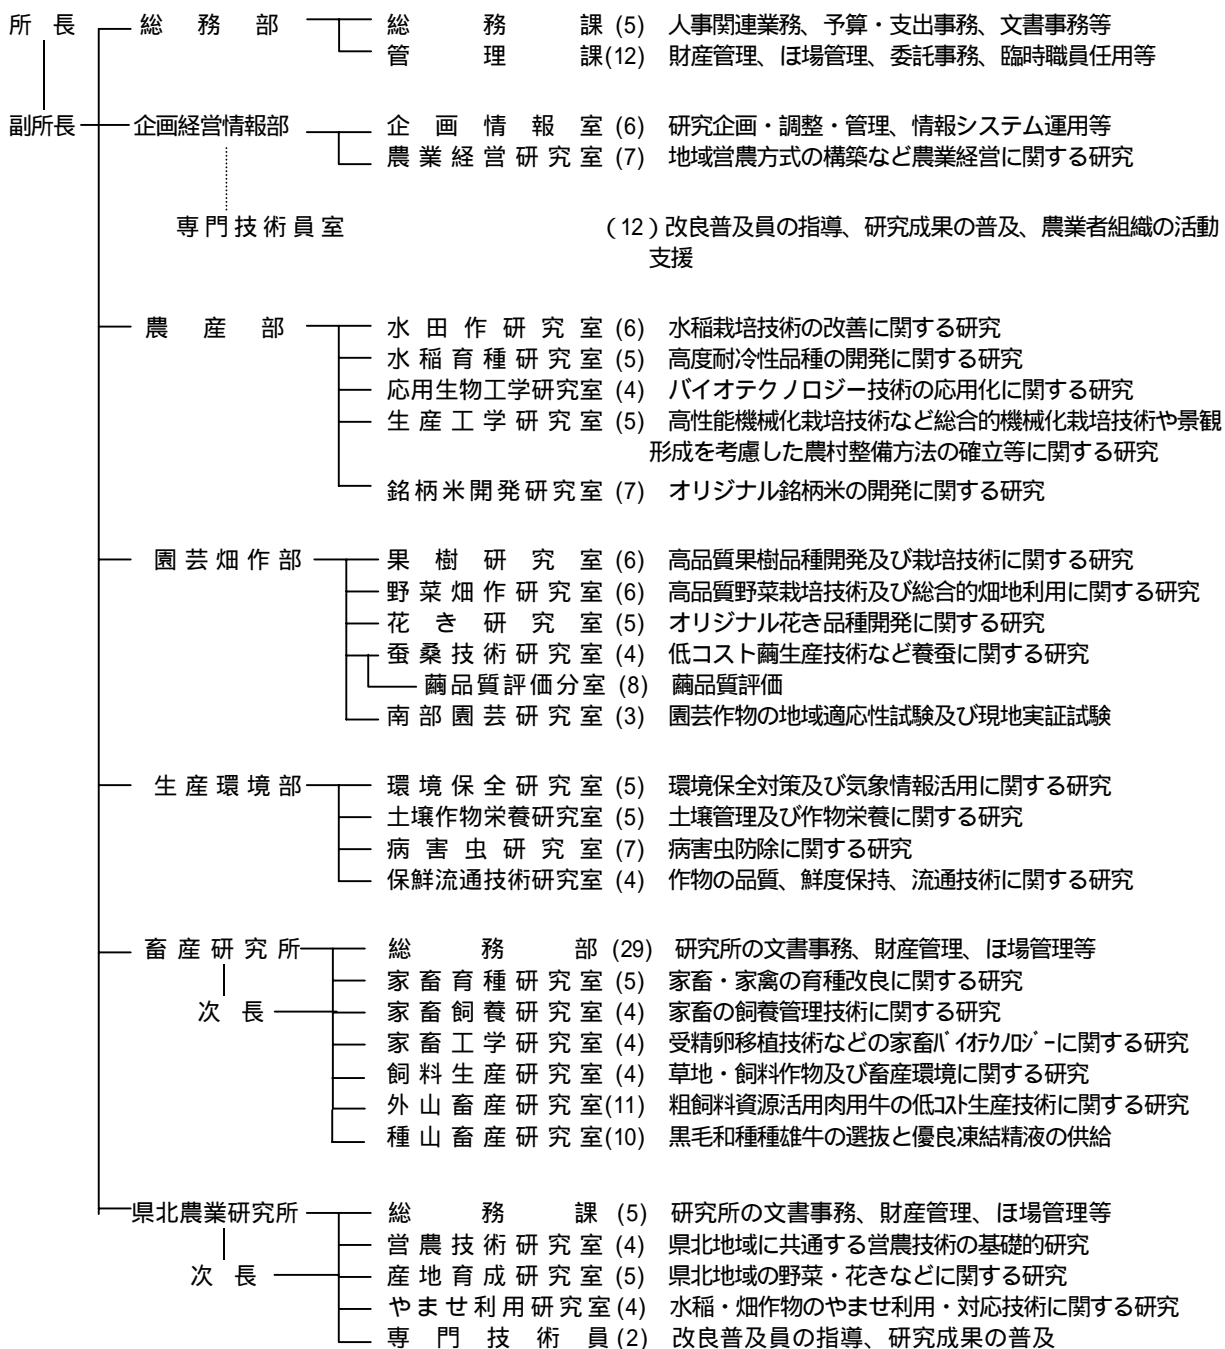 所長 総務部 総務課 (5) 人事関連業務、予算・支出事務、文書事務等
管理課(12) 財産管理、ほ場管理、委託事務、臨時職員任用等
副所長 企画経営情報部 企画情報室 (6) 研究企画・調整・管理、情報システム運用等
農業経営研究室 (7) 地域営農方式の構築など農業経営に関する研究
専門技術員室 (12)改良普及員の指導、研究成果の普及、農業者組織の活動
支援
農産部 水田作研究室 (6) 水稲栽培技術の改善に関する研究
水稲育種研究室 (5) 高度耐冷性品種の開発に関する研究
応用生物工学研究室 (4) バイオテクノロジー技術の応用化に関する研究
生産工学研究室 (5) 高性能機械化栽培技術など総合的機械化栽培技術や景観
形成を考慮した農村整備方法の確立等に関する研究
銘柄米開発研究室 (7) オリジナル銘柄米の開発に関する研究
園芸畑作部 果樹研究室 (6) 高品質果樹品種開発及び栽培技術に関する研究
野菜畑作研究室 (6) 高品質野菜栽培技術及び総合的畑地利用に関する研究
花き研究室 (5) オリジナル花き品種開発に関する研究
蚕桑技術研究室 (4) 低コスト繭生産技術など養蚕に関する研究
繭品質評価分室 (8) 繭品質評価
南部園芸研究室 (3) 園芸作物の地域適応性試験及び現地実証試験
生産環境部 環境保全研究室 (5) 環境保全対策及び気象情報活用に関する研究
土壌作物栄養研究室 (5) 土壌管理及び作物栄養に関する研究
病害虫研究室 (7) 病害虫防除に関する研究
保鮮流通技術研究室 (4) 作物の品質、鮮度保持、流通技術に関する研究
畜産研究所 総務部 (29) 研究所の文書事務、財産管理、ほ場管理等
家畜育種研究室 (5) 家畜・家禽の育種改良に関する研究
次長 家畜飼養研究室 (4) 家畜の飼養管理技術に関する研究
家畜工学研究室 (4) 受精卵移植技術などの家畜ﾊﾞｲｵﾃｸﾉﾛｼﾞｰに関する研究
飼料生産研究室 (4) 草地・飼料作物及び畜産環境に関する研究
外山畜産研究室(11) 粗飼料資源活用肉用牛の低ｺｽﾄ生産技術に関する研究
種山畜産研究室(10) 黒毛和種種雄牛の選抜と優良凍結精液の供給
県北農業研究所 総務課 (5) 研究所の文書事務、財産管理、ほ場管理等
営農技術研究室 (4) 県北地域に共通する営農技術の基礎的研究
次長 産地育成研究室 (5) 県北地域の野菜・花きなどに関する研究
やませ利用研究室 (4) 水稲・畑作物のやませ利用・対応技術に関する研究
専門技術員 (2) 改良普及員の指導、研究成果の普及